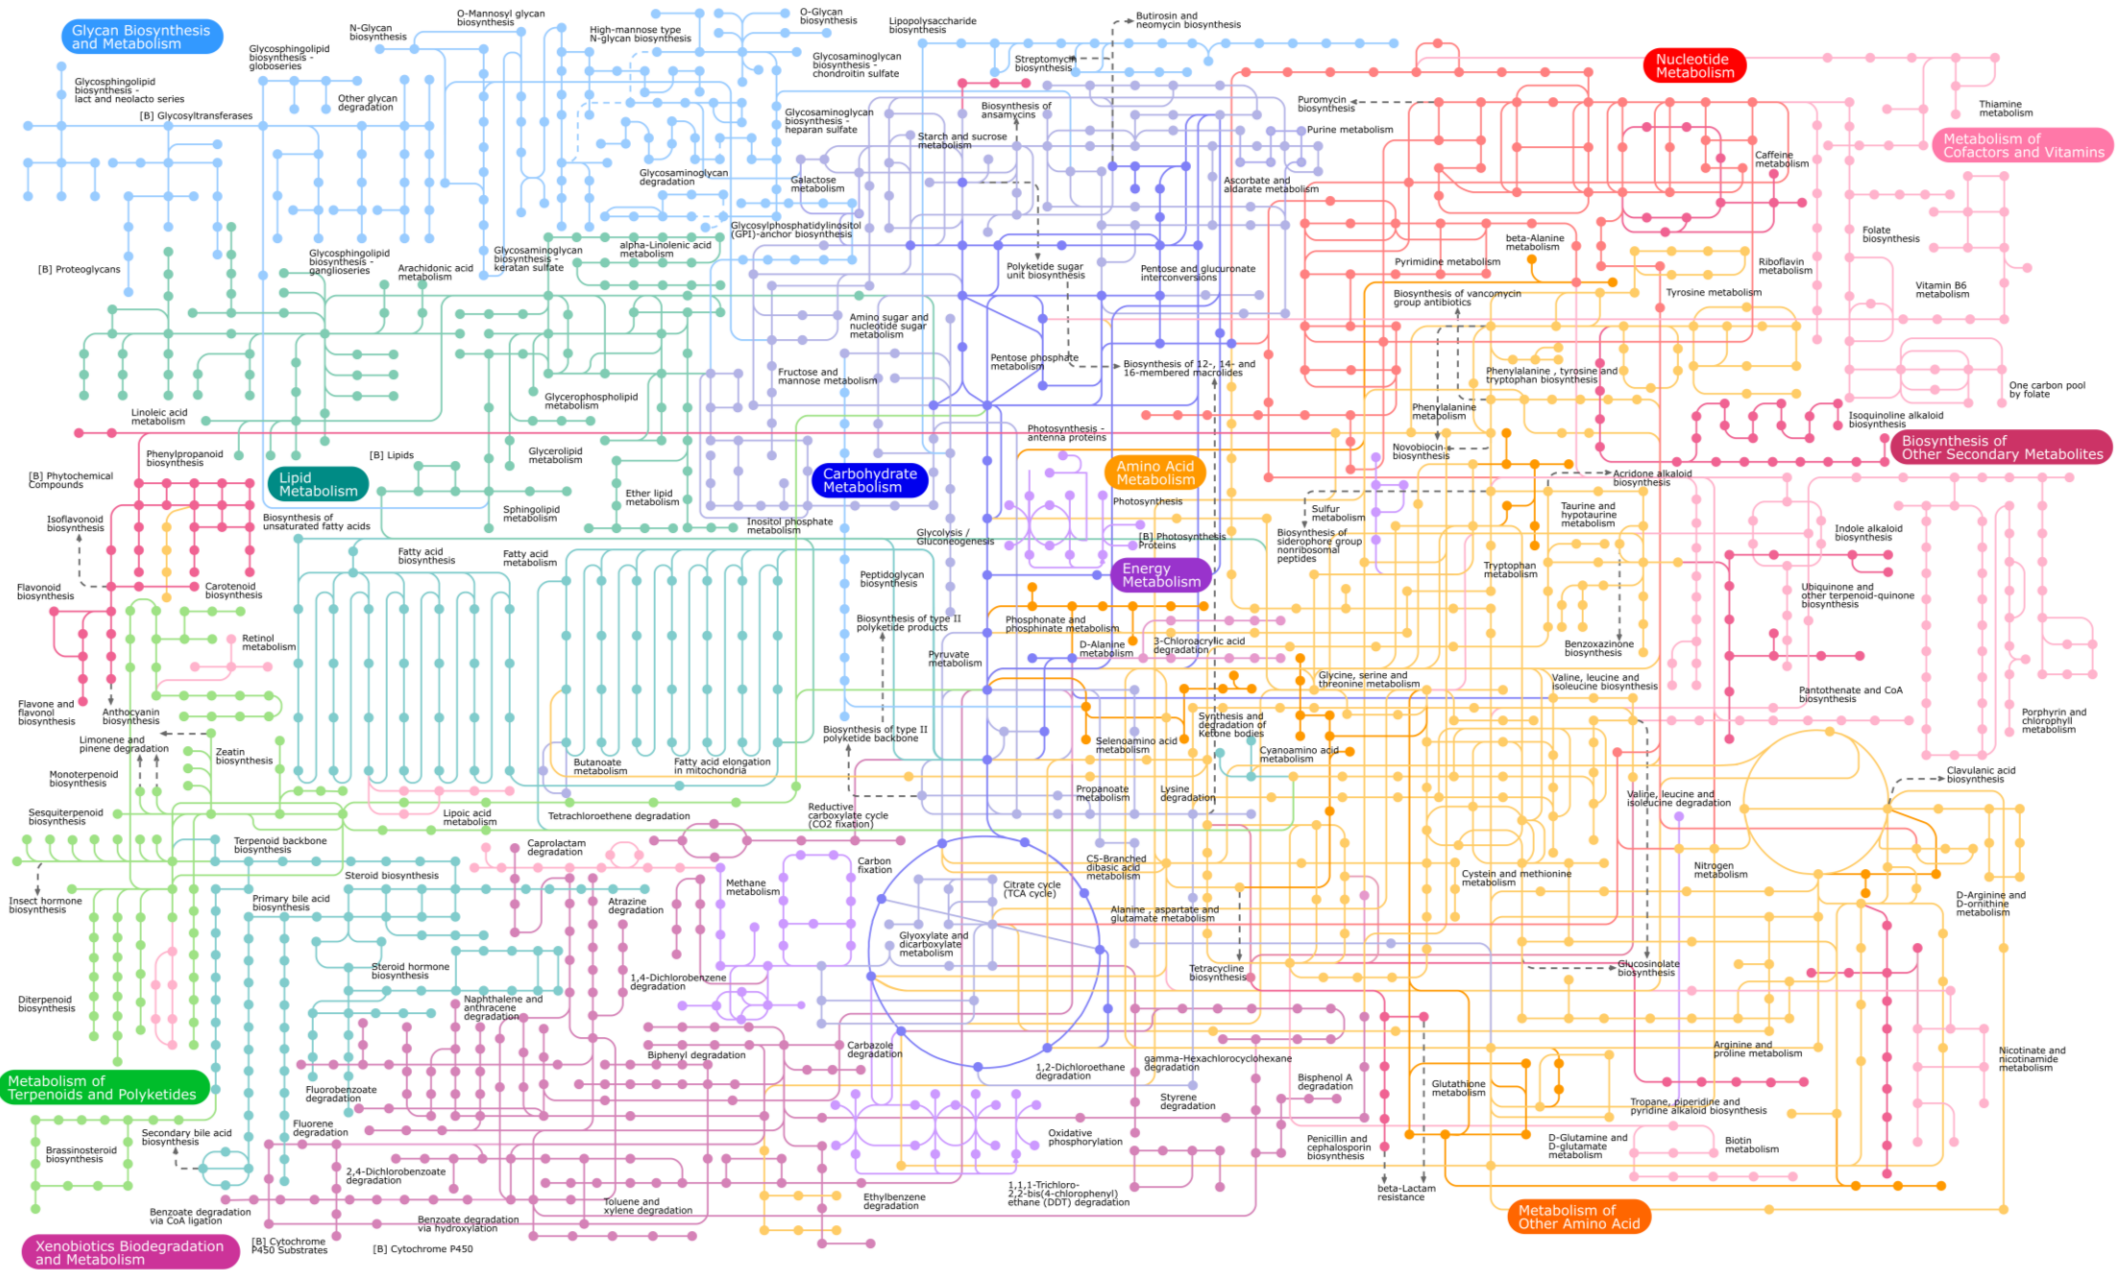 Glycan Biosynthesis
and Metabolism
Glycosphingolipid
biosynthesis -
lact and neolacto series
[B] Glycosyltransferases
Glycosphingolipid
biosynthesis -
globoseries
N-Glycan
biosynthesis
O-Mannosyl glycan
biosynthesis
High-mannose type
N-glycan biosynthesis
O-Glycan
biosynthesis
Other glycan
degradation
Glycosaminoglycan
biosynthesis -
chondroitin sulfate
Glycosaminoglycan
biosynthesis -
heparan sulfate
Glycosaminoglycan
degradation
Lipopolysaccharide
biosynthesis
Butirosin and
neomycin biosynthesis
Streptomycin
biosynthesis
Biosynthesis of
ansamycins
Starch and sucrose
metabolism
Galactose
metabolism
Puromycin
biosynthesis
Purine metabolism
Ascorbate and
aldarate metabolism
Nucleotide
Metabolism
Caffeine
metabolism
Thiamine
metabolism
Metabolism of
Cofactors and Vitamins
[B] Proteoglycans
Glycosphingolipid
biosynthesis -
ganglioseries
Arachidonic acid
metabolism
Glycosaminoglycan
biosynthesis -
keratan sulfate
alpha-Linolenic acid
metabolism
Glycosylphosphatidylinositol
(GPI)-anchor biosynthesis
Polyketide sugar
unit biosynthesis
Pentose and glucuronate
interconversions
Pyrimidine metabolism
beta-Alanine
metabolism
Riboflavin
metabolism
Folate
biosynthesis
Vitamin B6
metabolism
Tyrosine metabolism
Biosynthesis of vancomycin
group antibiotics
Amino sugar and
nucleotide sugar
metabolism
Pentose phosphate
metabolism
Biosynthesis of 12-, 14- and
16-membered macrolides
Fructose and
mannose metabolism
Phenylalanine , tyrosine and
tryptophan biosynthesis
Phenylalanine
metabolism
One carbon pool
by folate
Linoleic acid
metabolism
Glycerophospholipid
metabolism
Photosynthesis -
antenna proteins
Novobiocin
biosynthesis
Isoquinoline alkaloid
biosynthesis
Biosynthesis of
Other Secondary Metabolites
Phenylpropanoid
biosynthesis
[B] Lipids
Glycerolipid
metabolism
[B] Phytochemical
Compounds
Lipid
Metabolism
Carbohydrate
Metabolism
Amino Acid
Metabolism
Acridone alkaloid
biosynthesis
Isoflavonoid
biosynthesis
Biosynthesis of
unsaturated fatty acids
Sphingolipid
metabolism
Ether lipid
metabolism
Inositol phosphate
metabolism
Photosynthesis
Sulfur
metabolism
Taurine and
hypotaurine
metabolism
Indole alkaloid
biosynthesis
Glycolysis /
Gluconeogenesis
[B] Photosynthesis
Proteins
Biosynthesis of
siderophore group
nonribosomal
peptides
Fatty acid
biosynthesis
Fatty acid
metabolism
Energy
Metabolism
Tryptophan
metabolism
Flavonoid
biosynthesis
Carotenoid
biosynthesis
Peptidoglycan
biosynthesis
Ubiquinone and
other terpenoid-quinone
biosynthesis
Biosynthesis of type II
polyketide products
Phosphonate and
phosphinate metabolism
Retinol
metabolism
Pyruvate
metabolism
D-Alanine
metabolism
3-Chloroacrylic acid
degradation
Benzoxazinone
biosynthesis
Glycine, serine and
threonine metabolism
Valine, leucine and
isoleucine biosynthesis
Pantothenate and CoA
biosynthesis
Flavone and
flavonol
biosynthesis
Anthocyanin
biosynthesis
Biosynthesis of type II
polyketide backbone
Synthesis and
degradation of
Ketone bodies
Porphyrin and
chlorophyll
metabolism
Limonene and
pinene degradation
Zeatin
biosynthesis
Selenoamino acid
metabolism
Cyanoamino acid
metabolism
Monoterpenoid
biosynthesis
Butanoate
metabolism
Fatty acid elongation
in mitochondria
Clavulanic acid
biosynthesis
Propanoate
metabolism
Lysine
degradation
Valine, leucine and
isoleucine degradation
Sesquiterpenoid
biosynthesis
Lipoic acid
metabolism
Tetrachloroethene degradation
Reductive
carboxylate cycle
(CO2 fixation)
Terpenoid backbone
biosynthesis
Caprolactam
degradation
Steroid biosynthesis
Carbon
fixation
C5-Branched
dibasic acid
metabolism
Cystein and methionine
metabolism
Nitrogen
metabolism
Methane
metabolism
Citrate cycle
(TCA cycle)
D-Arginine and
D-ornithine
metabolism
Insect hormone
biosynthesis
Primary bile acid
biosynthesis
Atrazine
degradation
Alanine , aspartate and
glutamate metabolism
Glyoxylate and
dicarboxylate
metabolism
Steroid hormone
biosynthesis
1,4-Dichlorobenzene
degradation
Tetracycline
biosynthesis
Glucosinolate
biosynthesis
Diterpenoid
biosynthesis
Naphthalene and
anthracene
degradation
Biphenyl degradation
Carbazole
degradation
1,2-Dichloroethane
degradation
gamma-Hexachlorocyclohexane
degradation
Arginine and
proline metabolism
Nicotinate and
nicotinamide
metabolism
Metabolism of
Terpenoids and Polyketides
Fluorobenzoate
degradation
Bisphenol A
degradation
Glutathione
metabolism
Styrene
degradation
Tropane, piperidine and
pyridine alkaloid biosynthesis
Fluorene
degradation
Secondary bile acid
biosynthesis
Brassinosteroid
biosynthesis
Oxidative
phosphorylation
Penicillin and
cephalosporin
biosynthesis
D-Glutamine and
D-glutamate
metabolism
Biotin
metabolism
2,4-Dichlorobenzoate
degradation
1,1,1-Trichloro-
2,2-bis(4-chlorophenyl)
ethane (DDT) degradation
beta-Lactam
resistance
Benzoate degradation
via CoA ligation
Benzoate degradation
via hydroxylation
Toluene and
xylene degradation
Ethylbenzene
degradation
Metabolism of
Other Amino Acid
Xenobiotics Biodegradation
and Metabolism
[B] Cytochrome
P450 Substrates
[B] Cytochrome P450